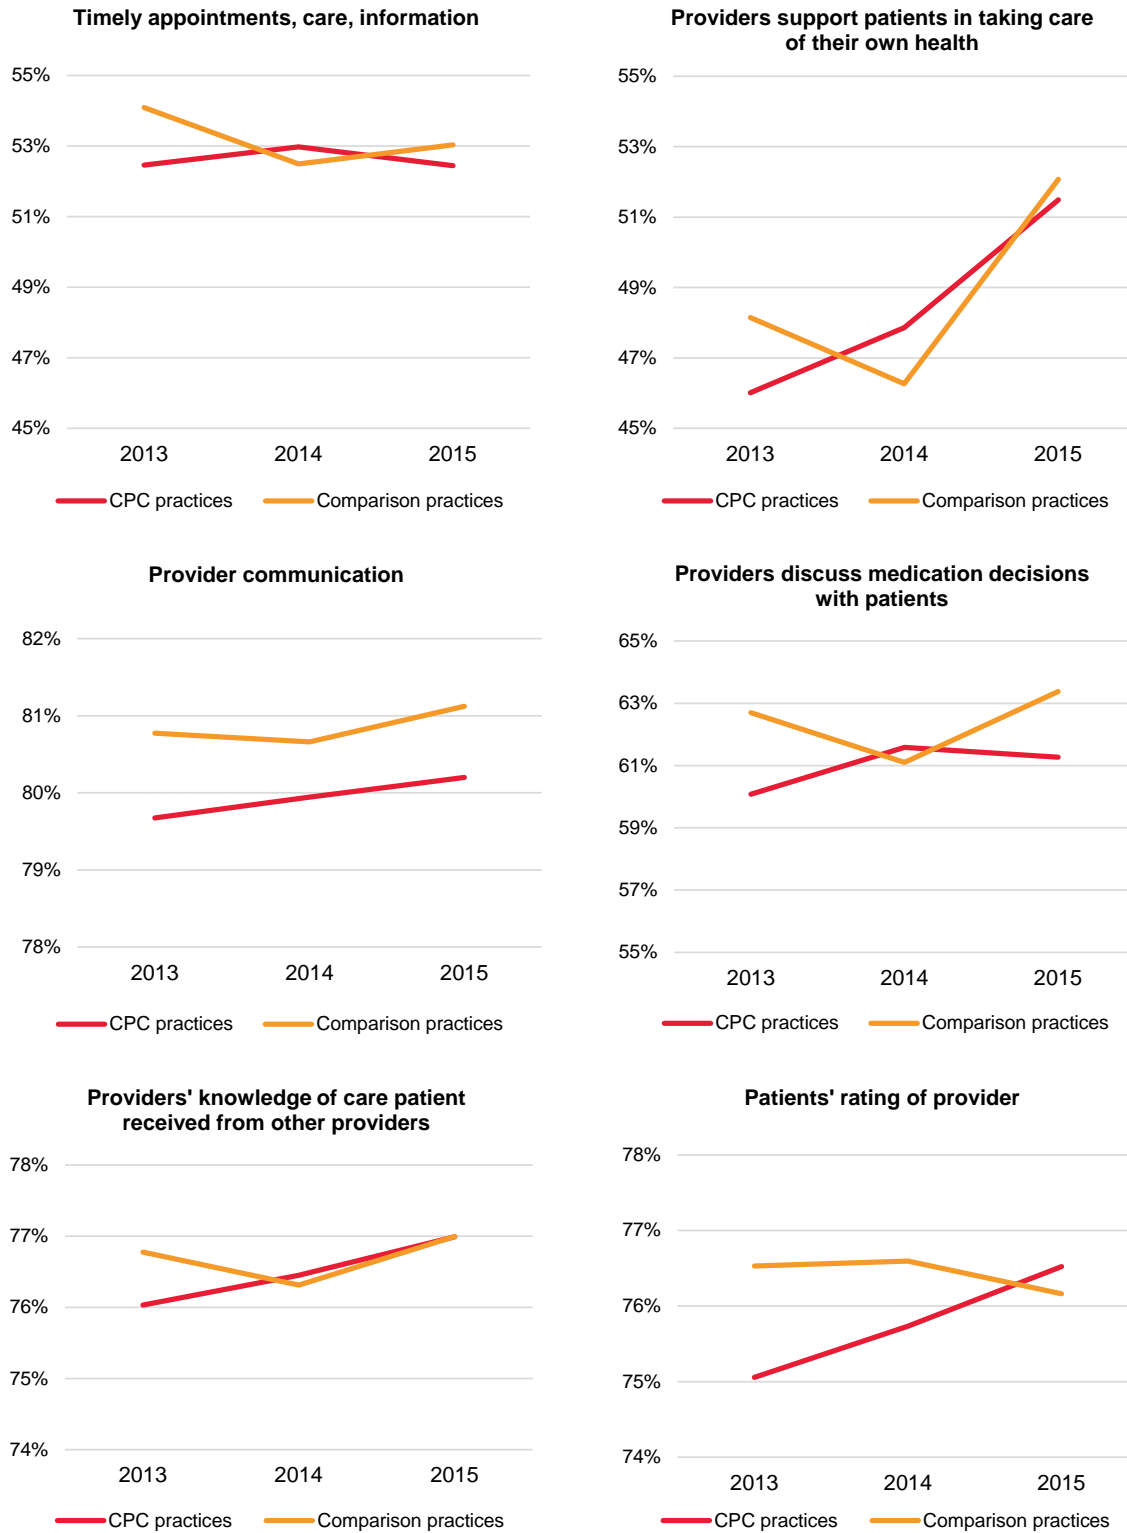 Timely appointments, care, information
55%
53%
51%
49%
47%
45%
2013 2014 2015
CPC practices Comparison practices
Providers support patients in taking care
of their own health
55%
53%
51%
49%
47%
45%
2013 2014 2015
CPC practices Comparison practices
Provider communication
82%
81%
80%
79%
78%
2013 2014 2015
CPC practices Comparison practices
Providers discuss medication decisions
with patients
65%
63%
61%
59%
57%
55%
2013 2014 2015
CPC practices Comparison practices
Providers' knowledge of care patient
received from other providers
78%
77%
76%
75%
74%
2013 2014 2015
CPC practices Comparison practices
Patients' rating of provider
78%
77%
76%
75%
74%
2013 2014 2015
CPC practices Comparison practices